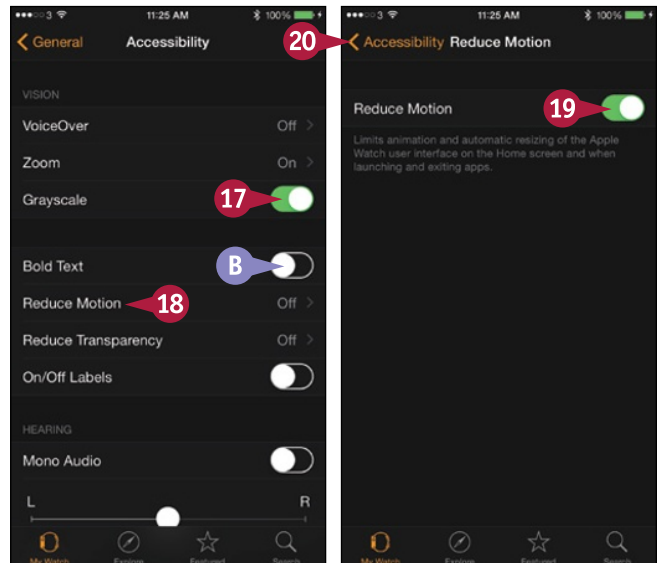 3 11:25 AM 100%
General Accessibility
VISION
VoiceOver Off
Zoom On
Grayscale 17
Bold Text B
Reduce Motion 18 Off
Reduce Transparency Off
On/Off Labels
HEARING
Mono Audio
L R
My Watch Explore Featured Search
3 11:25 AM 100%
20 Accessibility Reduce Motion
Reduce Motion 19
Limits animation and automatic resizing of the Apple
Watch user interface on the Home screen and when
launching and exiting apps.
My Watch Explore Featured Search